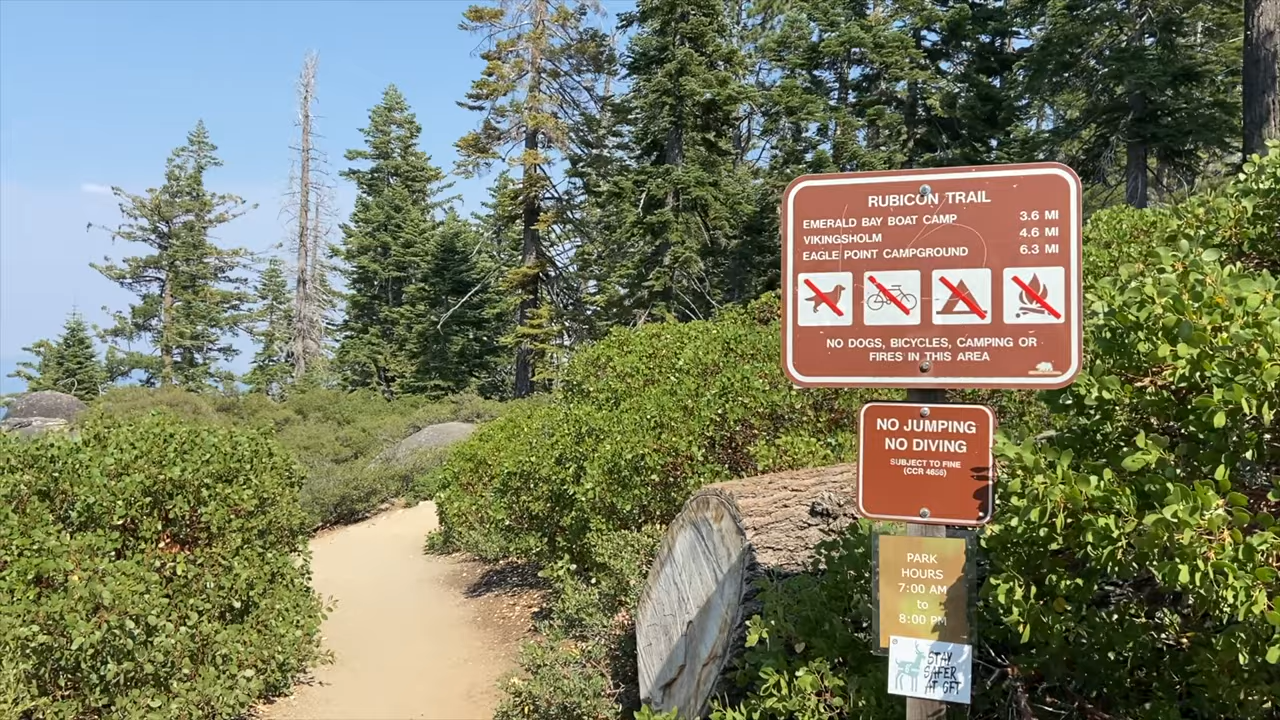 RUBICON TRAIL
EMERALD BAY BOAT CAMP 3.6 MI
VIKINGSHOLM 4.6 MI
EAGLE POINT CAMPGROUND 6.3 MI
NO DOGS, BICYCLES, CAMPING OR
FIRES IN THIS AREA
NO JUMPING
NO DIVING
SUBJECT TO FINE
(CCR 4656)
PARK
HOURS
7:00 AM
to
8:00 PM
STAY
SAFER
AT 6FT